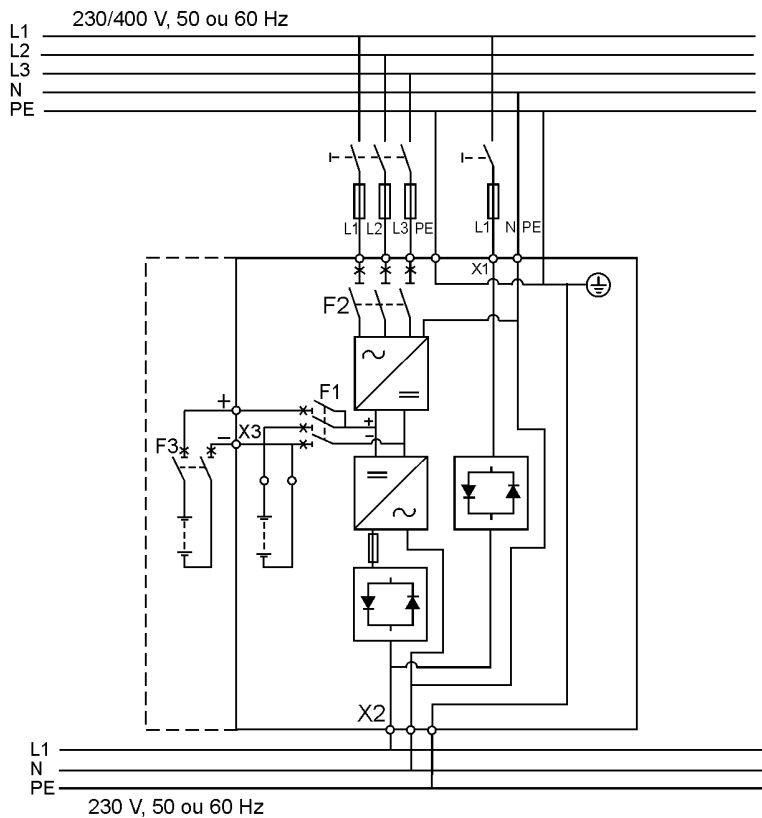 230/400 V, 50 ou 60 Hz
L1
L2
L3
N
PE
L1 L2 L3 PE
L1 N PE
X1
F2
F1
+
+
−
−
X3
F3
X2
L1
N
PE
230 V, 50 ou 60 Hz